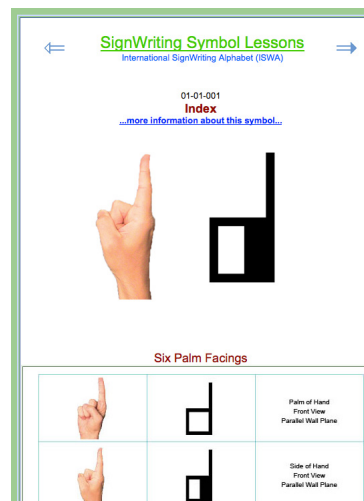 SignWriting Symbol Lessons
International SignWriting Alphabet (ISWA)
01-01-001
Index
...more information about this symbol...
Six Palm Facings
Palm of Hand
Front View
Parallel Wall Plane
Side of Hand
Front View
Parallel Wall Plane